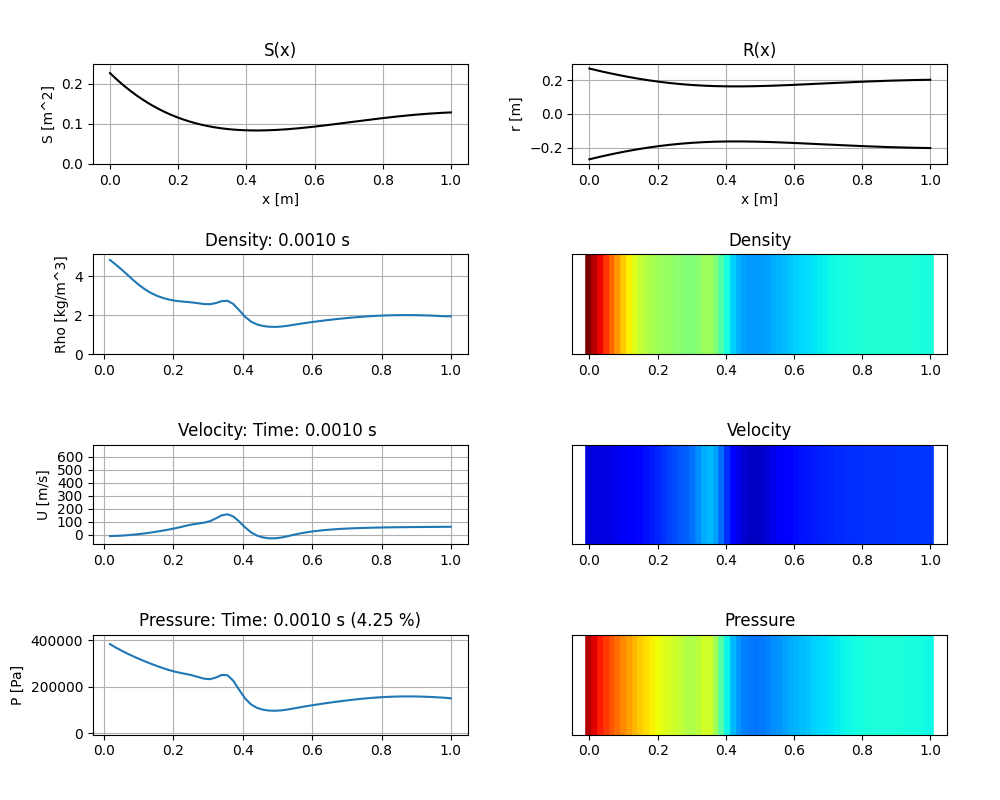 S(x)
S [m^2]
0.2
0.1
0.0
0.0 0.2 0.4 0.6 0.8 1.0
x [m]
R(x)
r [m]
0.2
0.0
−0.2
0.0 0.2 0.4 0.6 0.8 1.0
x [m]
Density: 0.0010 s
Rho [kg/m^3]
4
2
0
0.0 0.2 0.4 0.6 0.8 1.0
Density
0.0 0.2 0.4 0.6 0.8 1.0
Velocity: Time: 0.0010 s
U [m/s]
600
500
400
300
200
100
0
0.0 0.2 0.4 0.6 0.8 1.0
Velocity
0.0 0.2 0.4 0.6 0.8 1.0
Pressure: Time: 0.0010 s (4.25 %)
P [Pa]
400000
200000
0
0.0 0.2 0.4 0.6 0.8 1.0
Pressure
0.0 0.2 0.4 0.6 0.8 1.0